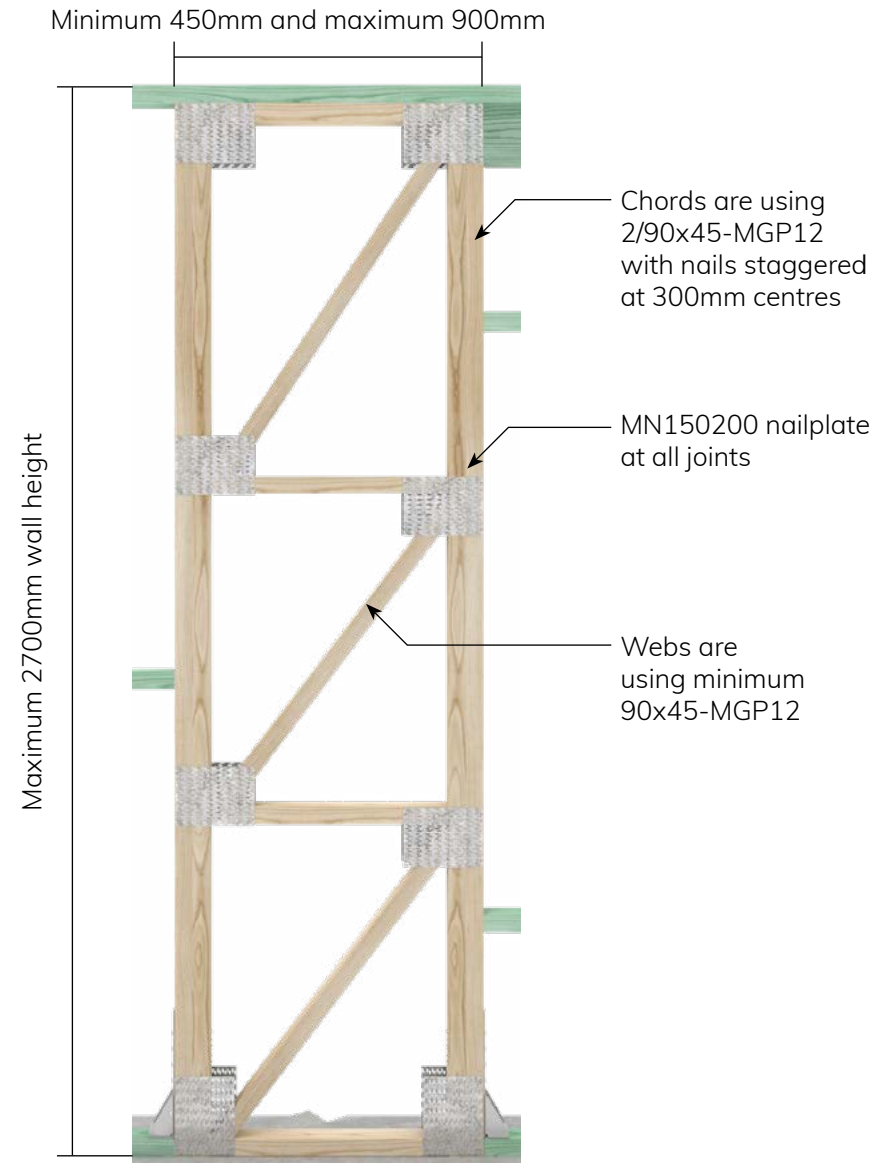 Minimum 450mm and maximum 900mm
Chords are using
2/90x45-MGP12
with nails staggered
at 300mm centres
MN150200 nailplate
at all joints
Maximum 2700mm wall height
Webs are
using minimum
90x45-MGP12